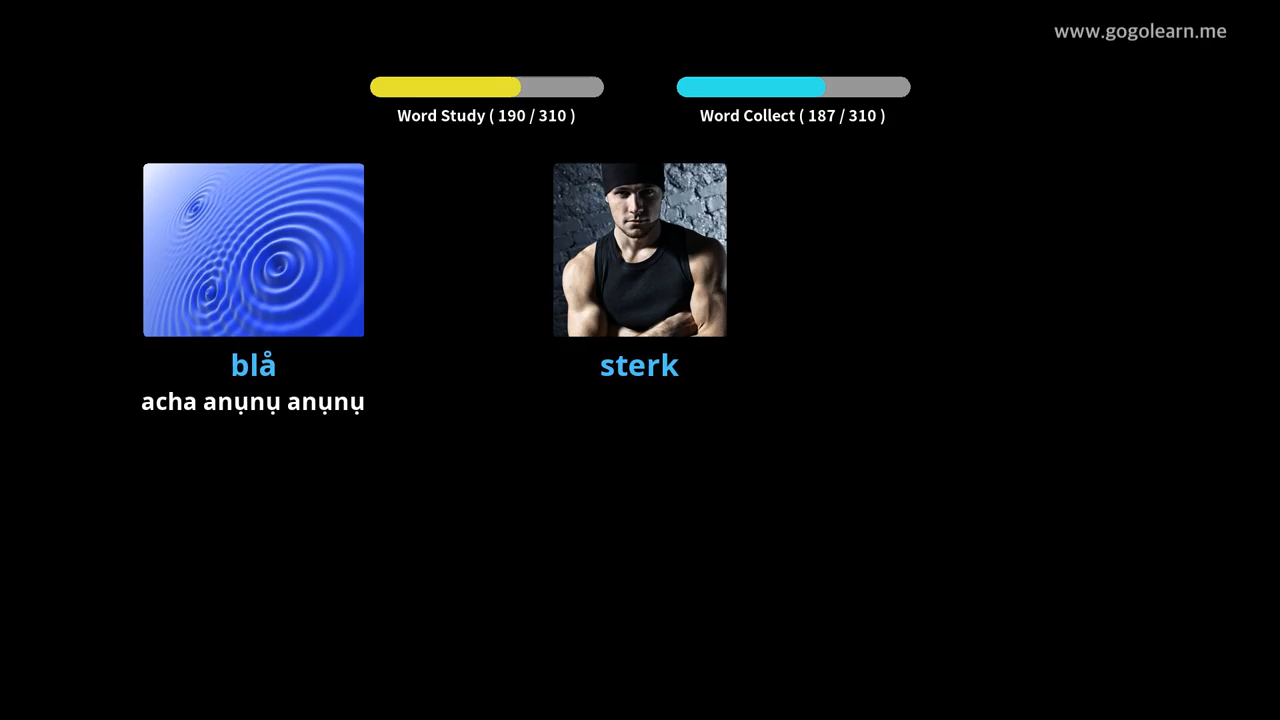 www.gogolearn.me
Word Study ( 190 / 310 )
Word Collect ( 187 / 310 )
blå
sterk
acha anụnụ anụnụ